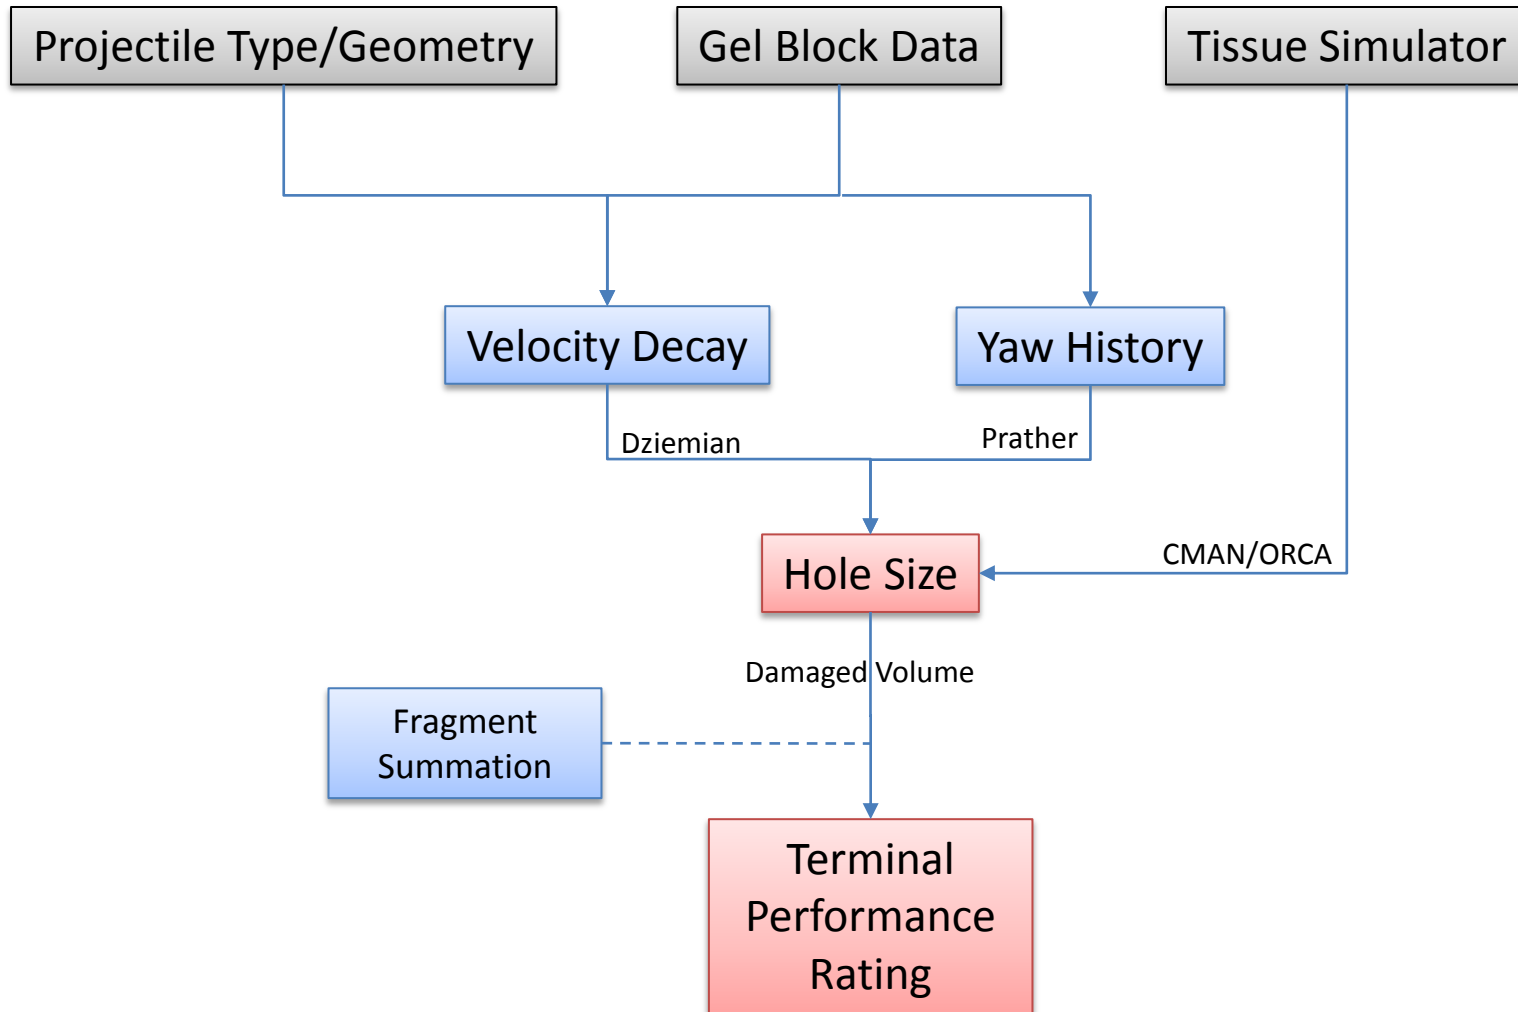 Projectile Type/Geometry
Gel Block Data
Tissue Simulator
Velocity Decay
Yaw History
Dziemian
Prather
Hole Size
CMAN/ORCA
Damaged Volume
Fragment
Summation
Terminal
Performance
Rating